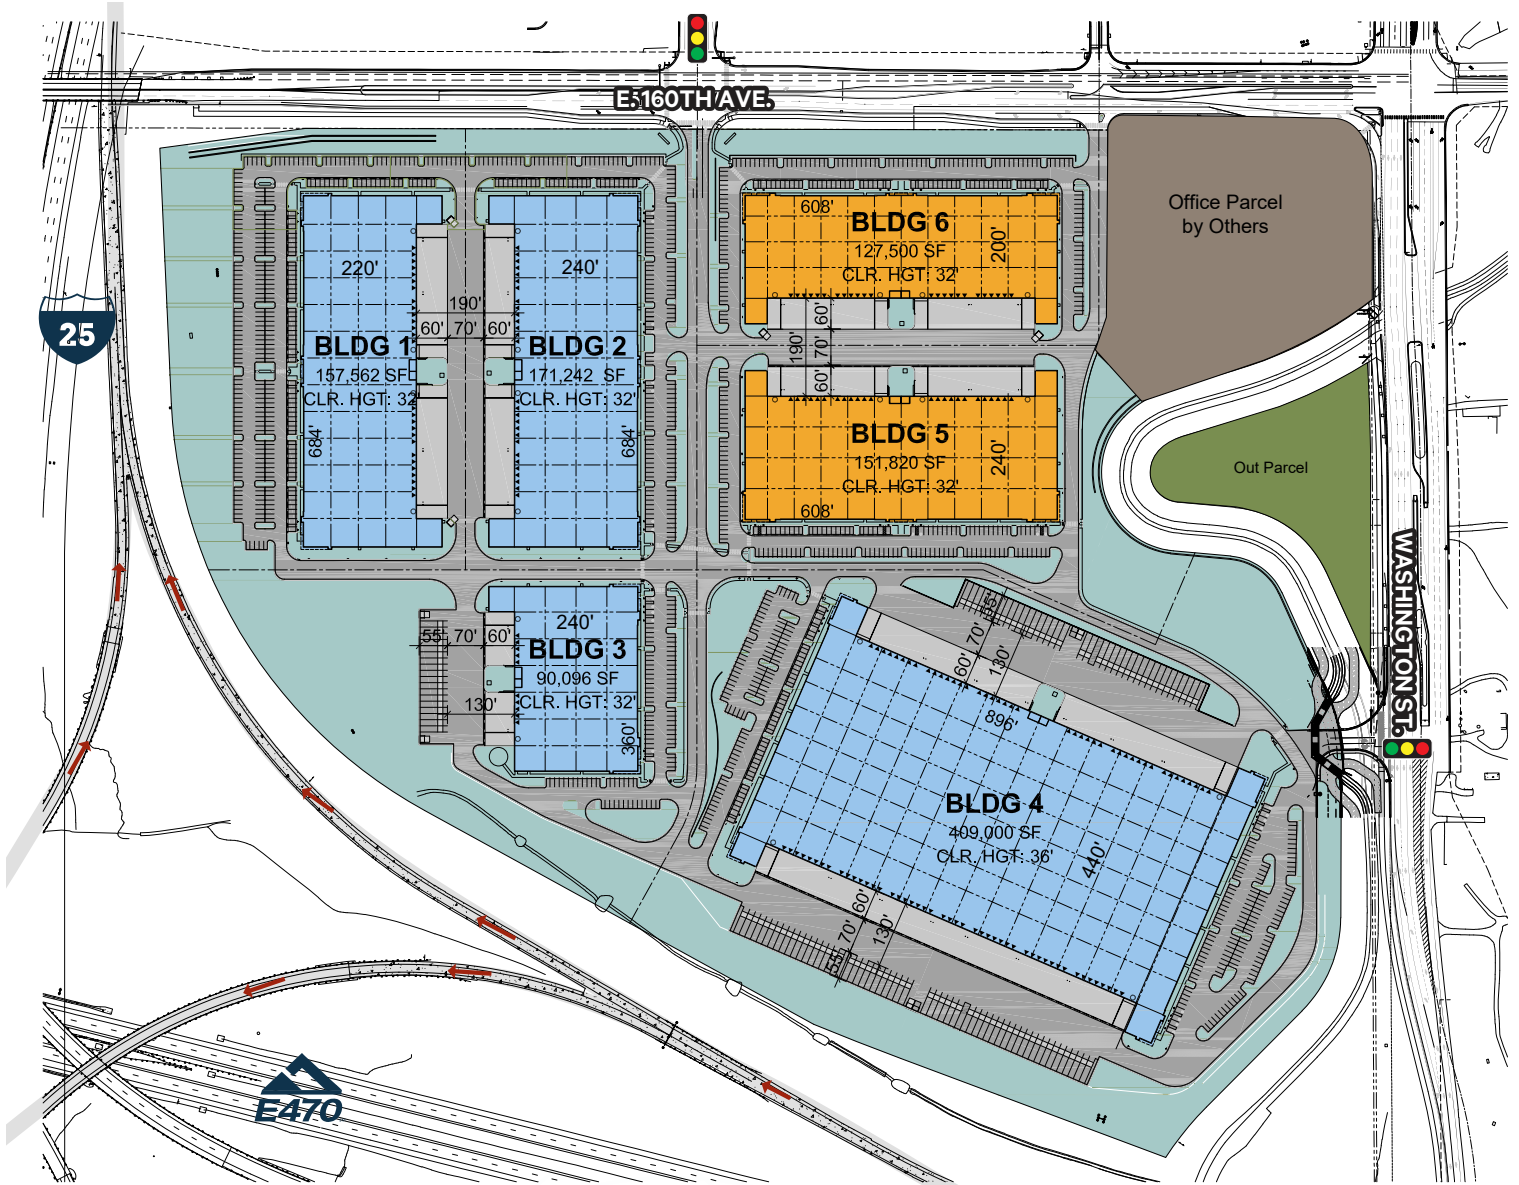 E. 160TH AVE.
25
220'
684'
BLDG 1
157,562 SF
CLR. HGT: 32'
190'
60'
70'
60'
240'
684'
BLDG 2
171,242 SF
CLR. HGT: 32'
608'
BLDG 6
127,500 SF
CLR. HGT: 32'
200'
60'
190'
70'
60'
BLDG 5
151,820 SF
CLR. HGT: 32'
240'
608'
Office Parcel
by Others
Out Parcel
WASHINGTON ST.
55'
70'
60'
130'
240'
BLDG 3
90,096 SF
CLR. HGT: 32'
360'
55'
70'
60'
130'
896'
BLDG 4
409,000 SF
CLR. HGT: 36'
440'
60'
70'
130'
55'
E470
H